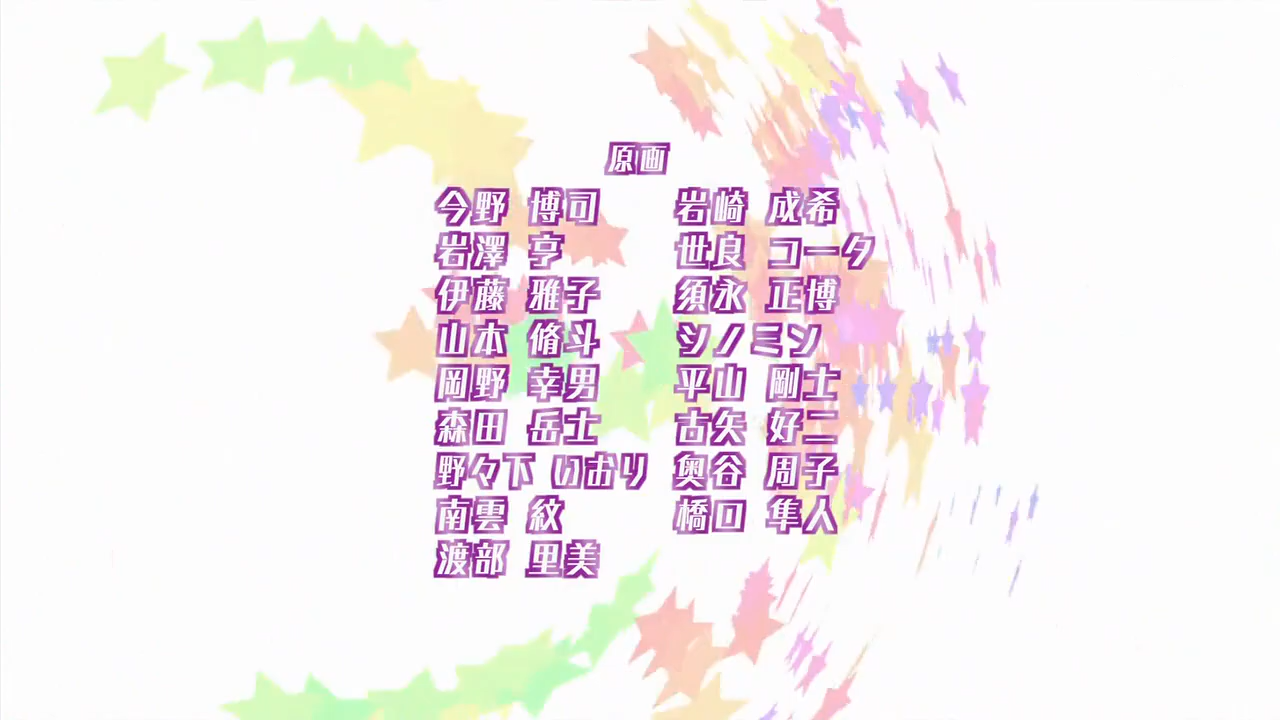 原画
今野 博司 岩崎 成希
岩澤 亨 世良 コータ
伊藤 雅子 須永 正博
山本 脩斗 シノミン
岡野 幸男 平山 剛士
森田 岳士 古矢 好二
野々下 いおり 奥谷 周子
南雲 紋 橋口 隼人
渡部 里美